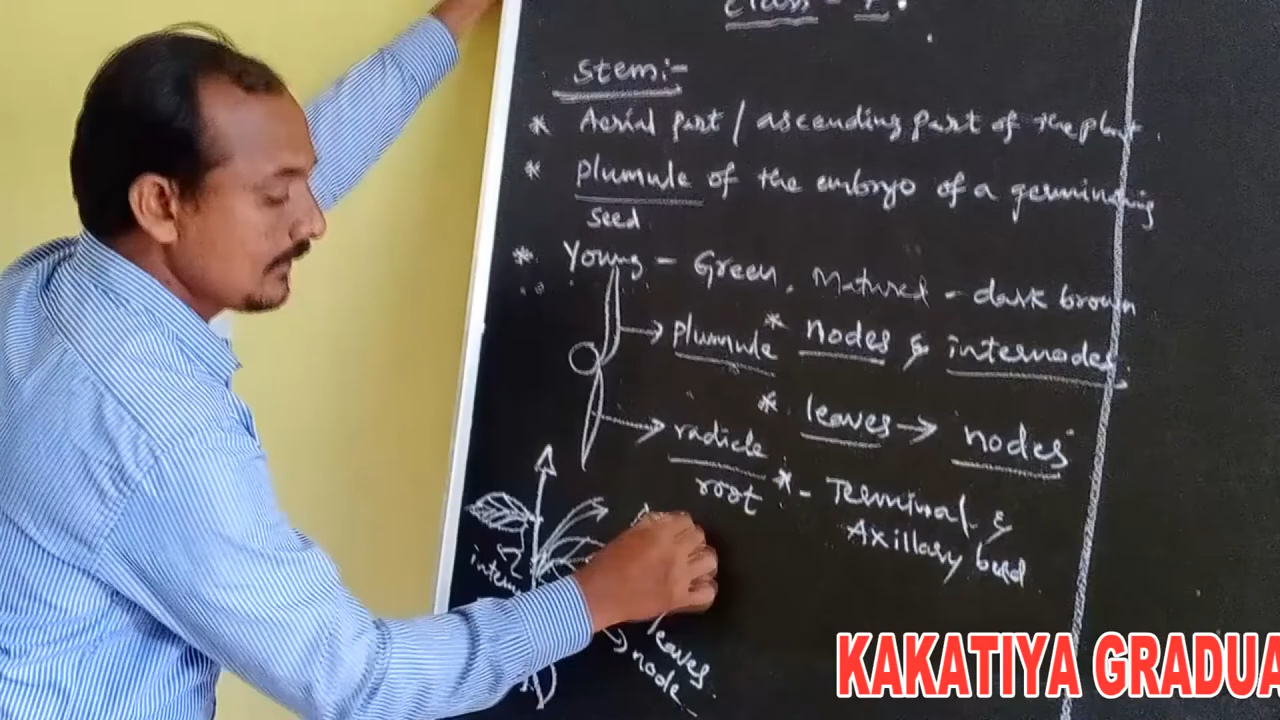 Class - I.
Stem:-
* Aerial part / ascending part of the plant.
* plumule of the embryo of a germinating
seed
* Young - Green, Matured - dark brown
plumule * nodes & internodes.
* leaves → nodes
radicle
root * - Terminal &
Axillary bud
leaves
node
KAKATIYA GRADUA